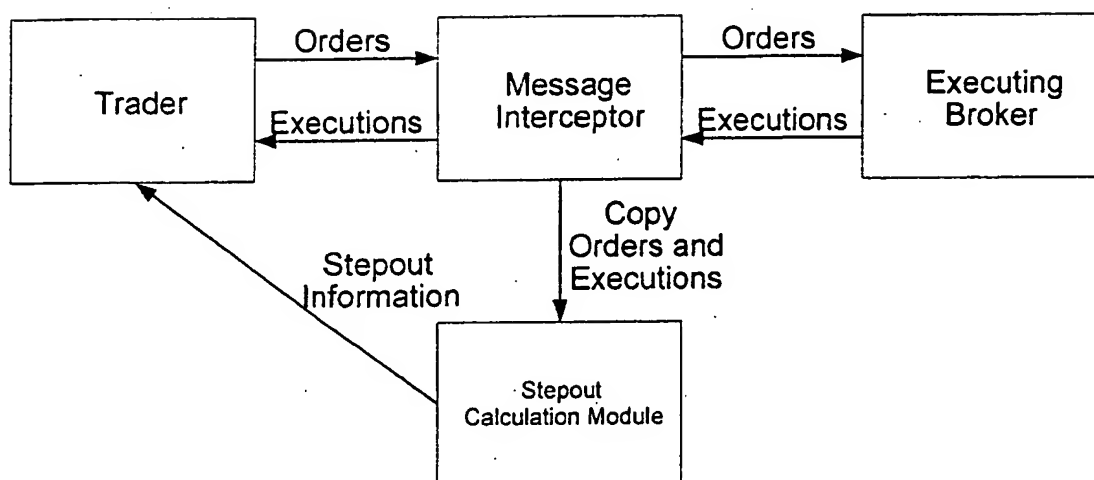 Orders
Orders
Trader
Message
Interceptor
Executing
Broker
Executions
Executions
Copy
Orders and
Executions
Stepout
Information
Stepout
Calculation Module